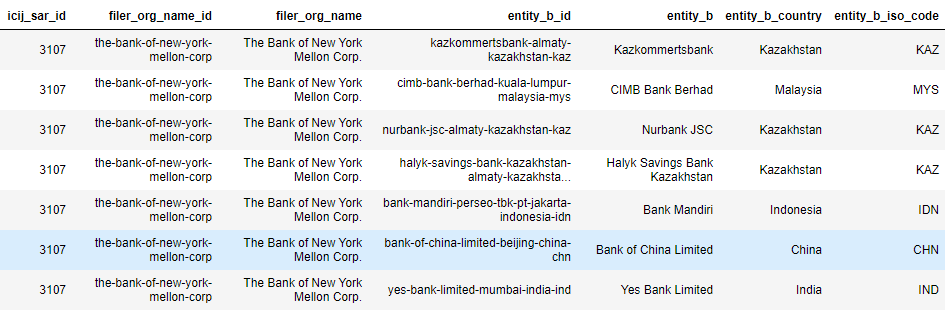 icij_sar_id filer_org_name_id filer_org_name entity_b_id entity_b entity_b_country entity_b_iso_code
3107 the-bank-of-new-york-mellon-corp The Bank of New York Mellon Corp. kazkommertsbank-almaty-kazakhstan-kaz Kazkommertsbank Kazakhstan KAZ
3107 the-bank-of-new-york-mellon-corp The Bank of New York Mellon Corp. cimb-bank-berhad-kuala-lumpur-malaysia-mys CIMB Bank Berhad Malaysia MYS
3107 the-bank-of-new-york-mellon-corp The Bank of New York Mellon Corp. nurbank-jsc-almaty-kazakhstan-kaz Nurbank JSC Kazakhstan KAZ
3107 the-bank-of-new-york-mellon-corp The Bank of New York Mellon Corp. halyk-savings-bank-kazakhstan-almaty-kazakhsta... Halyk Savings Bank Kazakhstan Kazakhstan KAZ
3107 the-bank-of-new-york-mellon-corp The Bank of New York Mellon Corp. bank-mandiri-perseo-tbk-pt-jakarta-indonesia-idn Bank Mandiri Indonesia IDN
3107 the-bank-of-new-york-mellon-corp The Bank of New York Mellon Corp. bank-of-china-limited-beijing-china-chn Bank of China Limited China CHN
3107 the-bank-of-new-york-mellon-corp The Bank of New York Mellon Corp. yes-bank-limited-mumbai-india-ind Yes Bank Limited India IND